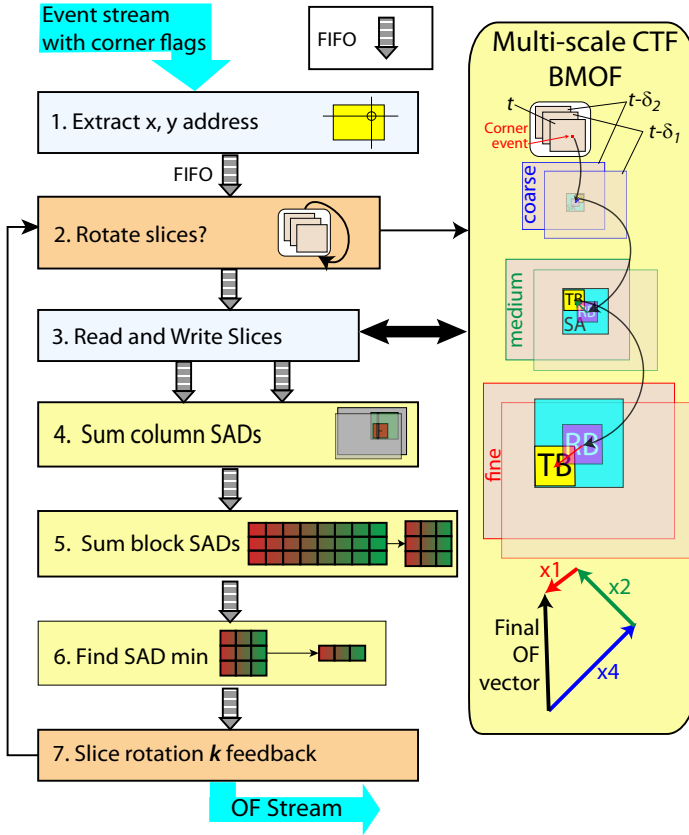 Event stream
with corner flags
FIFO
1. Extract x, y address
FIFO
2. Rotate slices?
3. Read and Write Slices
4. Sum column SADs
5. Sum block SADs
6. Find SAD min
7. Slice rotation k feedback
OF Stream
Multi-scale CTF
BMOF
t
t-δ2
t-δ1
Corner
event
coarse
medium
TB
RB
SA
fine
RB
TB
x1
x2
x4
Final
OF
vector